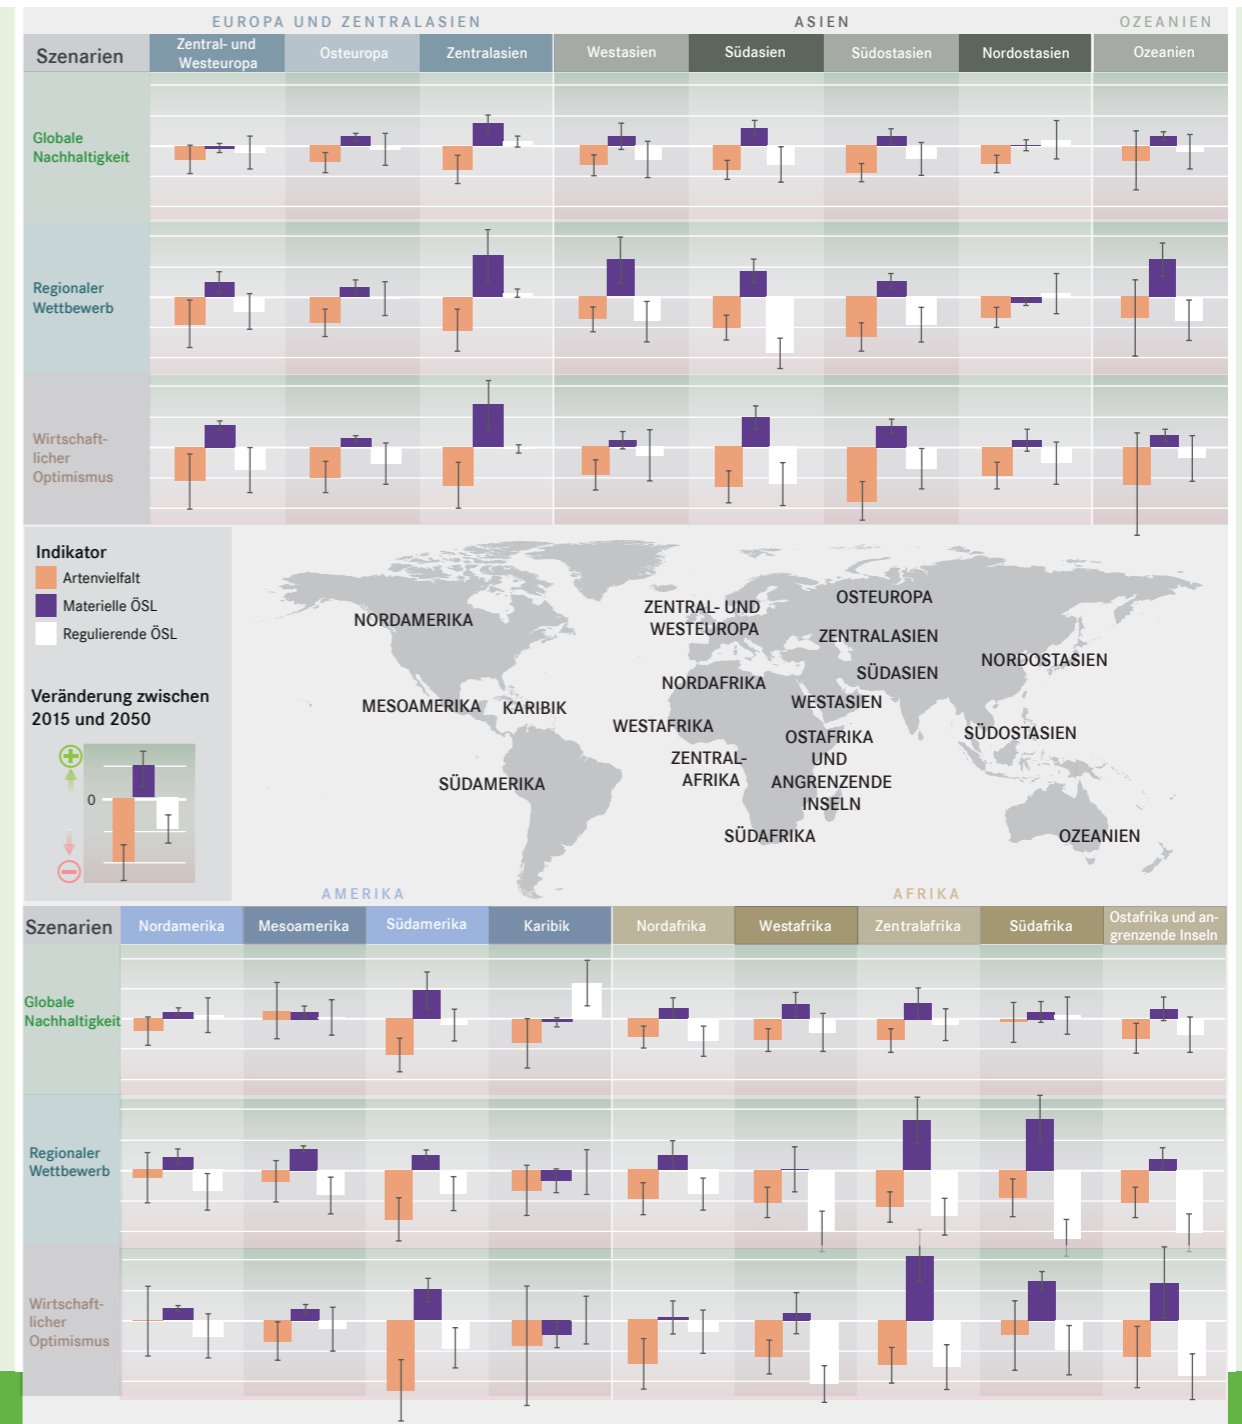 EUROPA UND ZENTRALASIEN
ASIEN
OZEANIEN
Szenarien
Zentral- und
Westeuropa
Osteuropa
Zentralasien
Westasien
Südasien
Südostasien
Nordostasien
Ozeanien
Globale
Nachhaltigkeit
Regionaler
Wettbewerb
Wirtschaft-
licher
Optimismus
Indikator
Artenvielfalt
Materielle ÖSL
Regulierende ÖSL
Veränderung zwischen
2015 und 2050
+
0
−
NORDAMERIKA
ZENTRAL- UND
WESTEUROPA
OSTEUROPA
ZENTRALASIEN
NORDOSTASIEN
SÜDASIEN
NORDAFRIKA
MESOAMERIKA
KARIBIK
WESTASIEN
WESTAFRIKA
SÜDOSTASIEN
OSTAFRIKA
UND
ANGRENZENDE
INSELN
ZENTRAL-
AFRIKA
SÜDAMERIKA
SÜDAFRIKA
OZEANIEN
AMERIKA
AFRIKA
Szenarien
Nordamerika
Mesoamerika
Südamerika
Karibik
Nordafrika
Westafrika
Zentralafrika
Südafrika
Ostafrika und an-
grenzende Inseln
Globale
Nachhaltigkeit
Regionaler
Wettbewerb
Wirtschaft-
licher
Optimismus